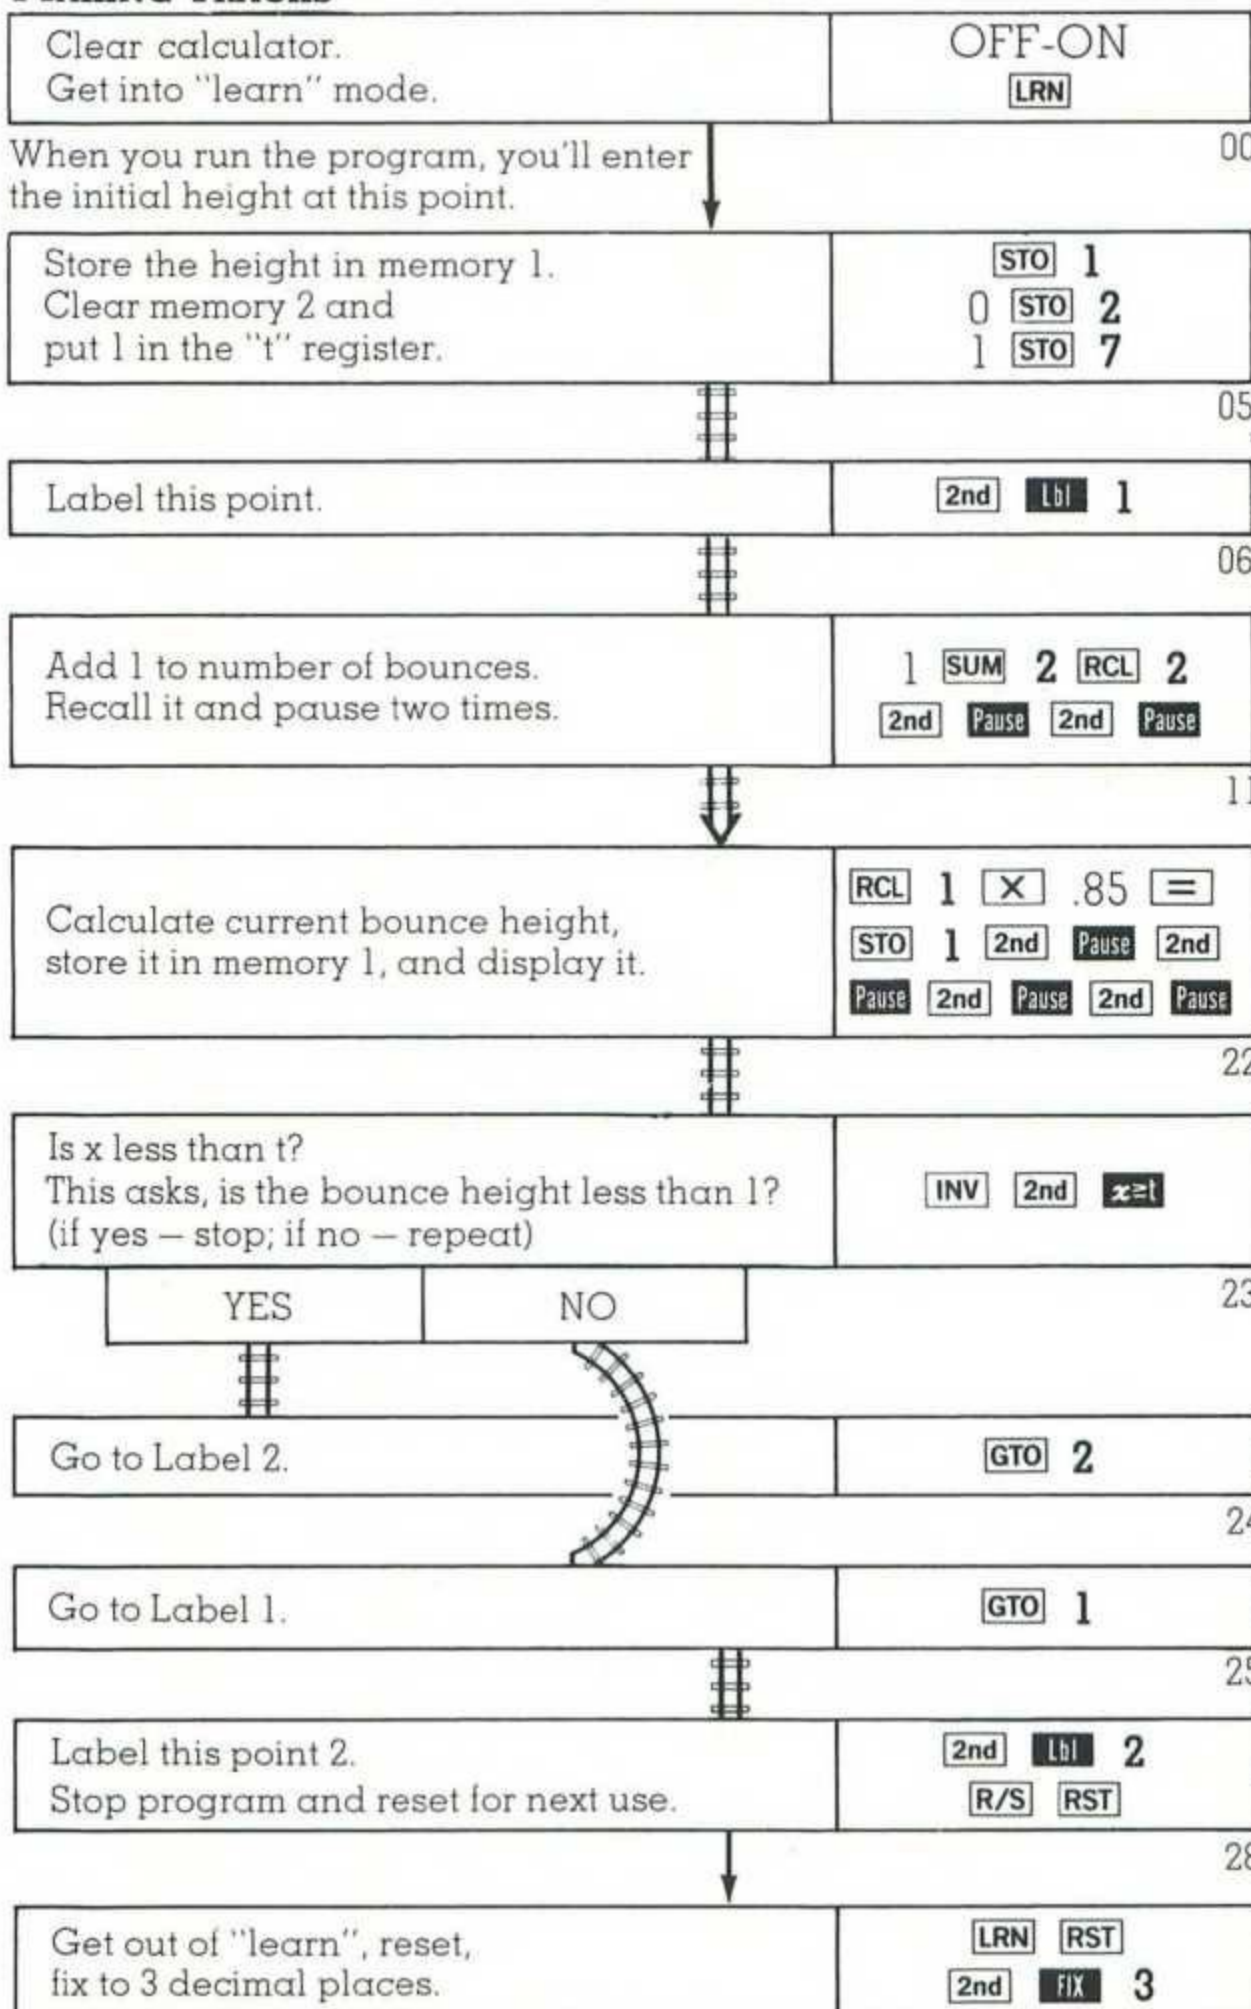 Clear calculator.
Get into "learn" mode.
OFF-ON
LRN
00
When you run the program, you'll enter
the initial height at this point.
Store the height in memory 1.
Clear memory 2 and
put 1 in the "t" register.
STO 1
0 STO 2
1 STO 7
05
Label this point.
2nd Lbl 1
06
Add 1 to number of bounces.
Recall it and pause two times.
1 SUM 2 RCL 2
2nd Pause 2nd Pause
11
Calculate current bounce height,
store it in memory 1, and display it.
RCL 1 X .85 =
STO 1 2nd Pause 2nd
Pause 2nd Pause 2nd Pause
22
Is x less than t?
This asks, is the bounce height less than 1?
(if yes – stop; if no – repeat)
INV 2nd x≥t
23
YES NO
Go to Label 2.
GTO 2
24
Go to Label 1.
GTO 1
25
Label this point 2.
Stop program and reset for next use.
2nd Lbl 2
R/S RST
28
Get out of "learn", reset,
fix to 3 decimal places.
LRN RST
2nd FIX 3